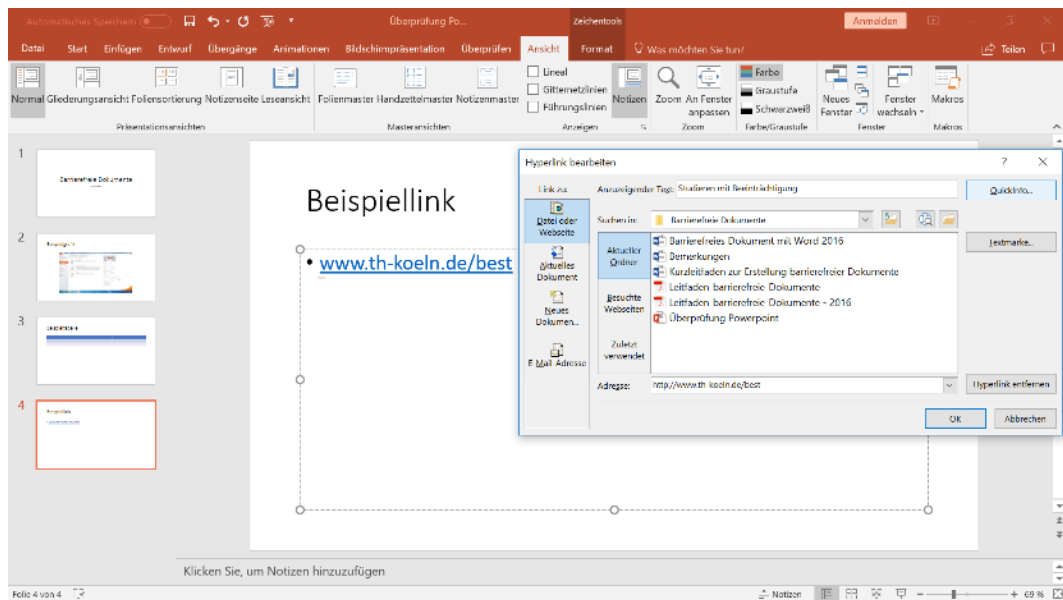 Automatisches Speichern
Überprüfung Po...
Zeichentools
Anmelden
Datei Start Einfügen Entwurf Übergänge Animationen Bildschirmpräsentation Überprüfen Ansicht Format Was möchten Sie tun? Teilen
Normal Gliederungsansicht Foliensortierung Notizenseite Leseansicht
Präsentationsansichten
Folienmaster Handzettelmaster Notizenmaster
Masteransichten
Lineal
Gitternetzlinien
Führungslinien
Notizen
Anzeigen
Zoom An Fenster
anpassen
Zoom
Farbe
Graustufe
Schwarzweiß
Farbe/Graustufe
Neues
Fenster
Fenster
wechseln
Fenster
Makros
Makros
1
Barrierefreie Dokumente
2
3
4
Beispiellink
Beispiellink
• www.th-koeln.de/best
Hyperlink bearbeiten
? X
Link zu:
Anzuzeigender Text: Studieren mit Beeinträchtigung
QuickInfo...
Datei oder
Webseite
Suchen in: Barrierefreie Dokumente
Textmarke...
Aktuelles
Dokument
Neues
Dokumen...
E-Mail-Adresse
Aktueller
Ordner
Besuchte
Webseiten
Zuletzt
verwendet
Barrierefreies Dokument mit Word 2016
Bemerkungen
Kurzleitfaden zur Erstellung barrierefreier Dokumente
Leitfaden barrierefreie Dokumente
Leitfaden barrierefreie Dokumente - 2016
Überprüfung Powerpoint
Adresse: http://www.th-koeln.de/best
Hyperlink entfernen
OK
Abbrechen
Klicken Sie, um Notizen hinzuzufügen
Folie 4 von 4
Notizen
69 %